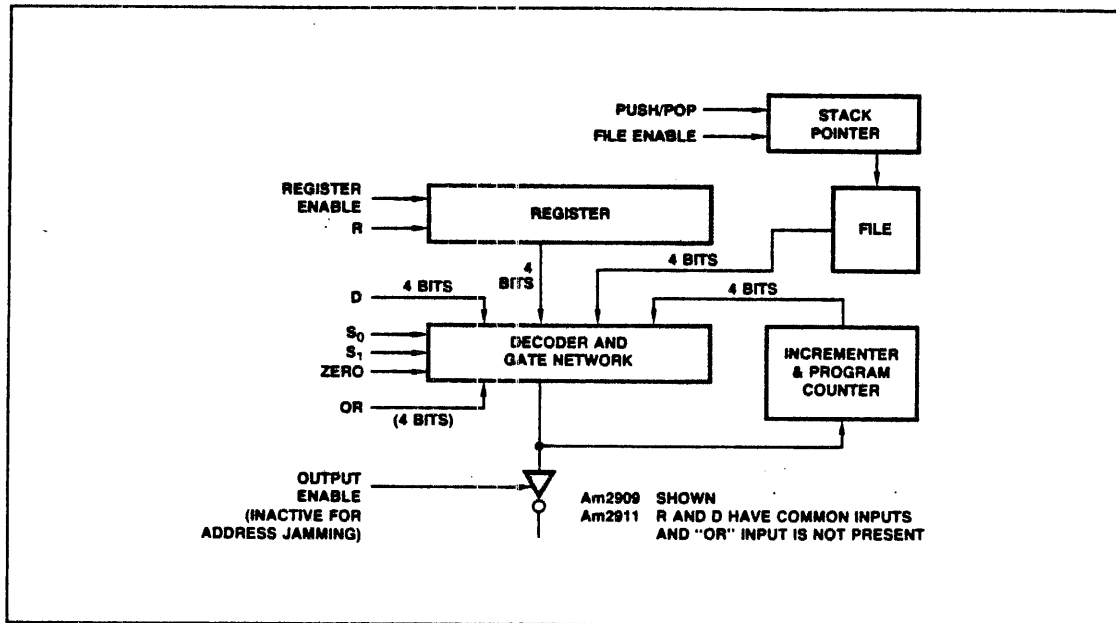 PUSH/POP
FILE ENABLE
STACK
POINTER
REGISTER
ENABLE
R
REGISTER
FILE
4 BITS
4
BITS
4 BITS
4 BITS
D
S0
S1
ZERO
OR
(4 BITS)
DECODER AND
GATE NETWORK
INCREMENTER
& PROGRAM
COUNTER
OUTPUT
ENABLE
(INACTIVE FOR
ADDRESS JAMMING)
Am2909 SHOWN
Am2911 R AND D HAVE COMMON INPUTS
AND "OR" INPUT IS NOT PRESENT